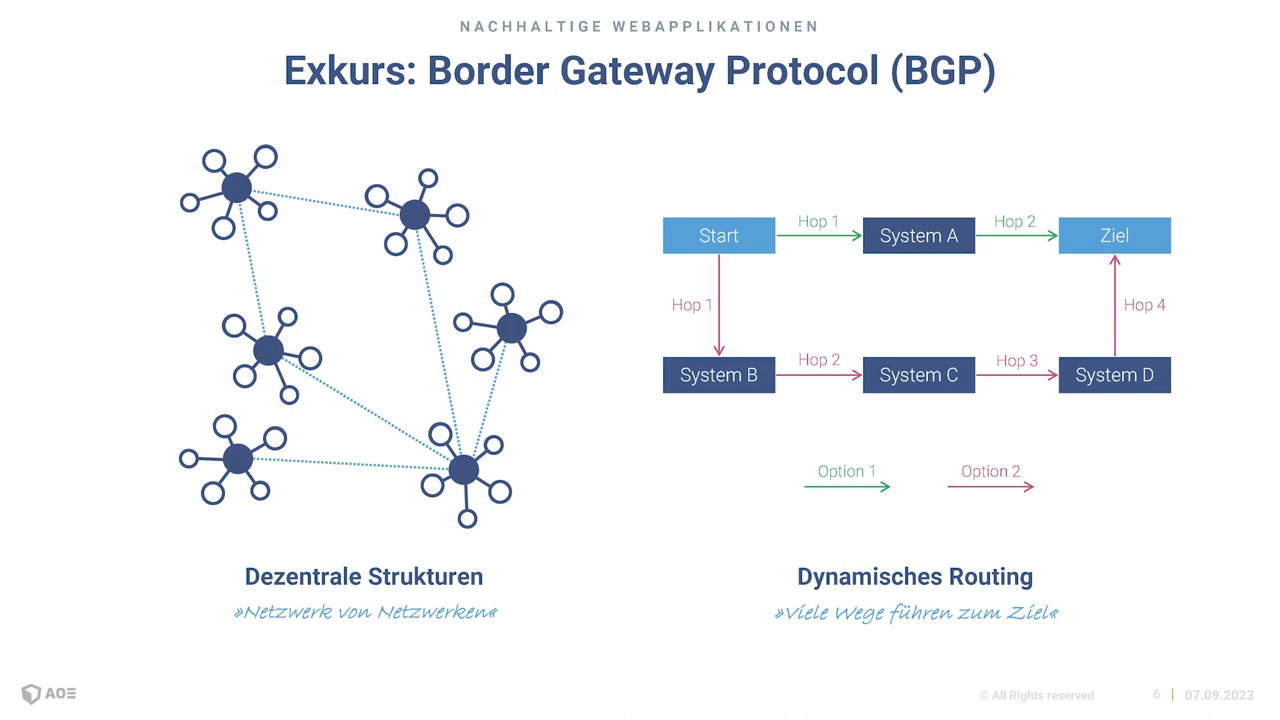 NACHHALTIGE WEBAPPLIKATIONEN
Exkurs: Border Gateway Protocol (BGP)
Start
Hop 1
System A
Hop 2
Ziel
Hop 1
Hop 4
System B
Hop 2
System C
Hop 3
System D
Option 1
Option 2
Dezentrale Strukturen
»Netzwerk von Netzwerken«
Dynamisches Routing
»Viele Wege führen zum Ziel«
AOE
© All Rights reserved
6 | 07.09.2023